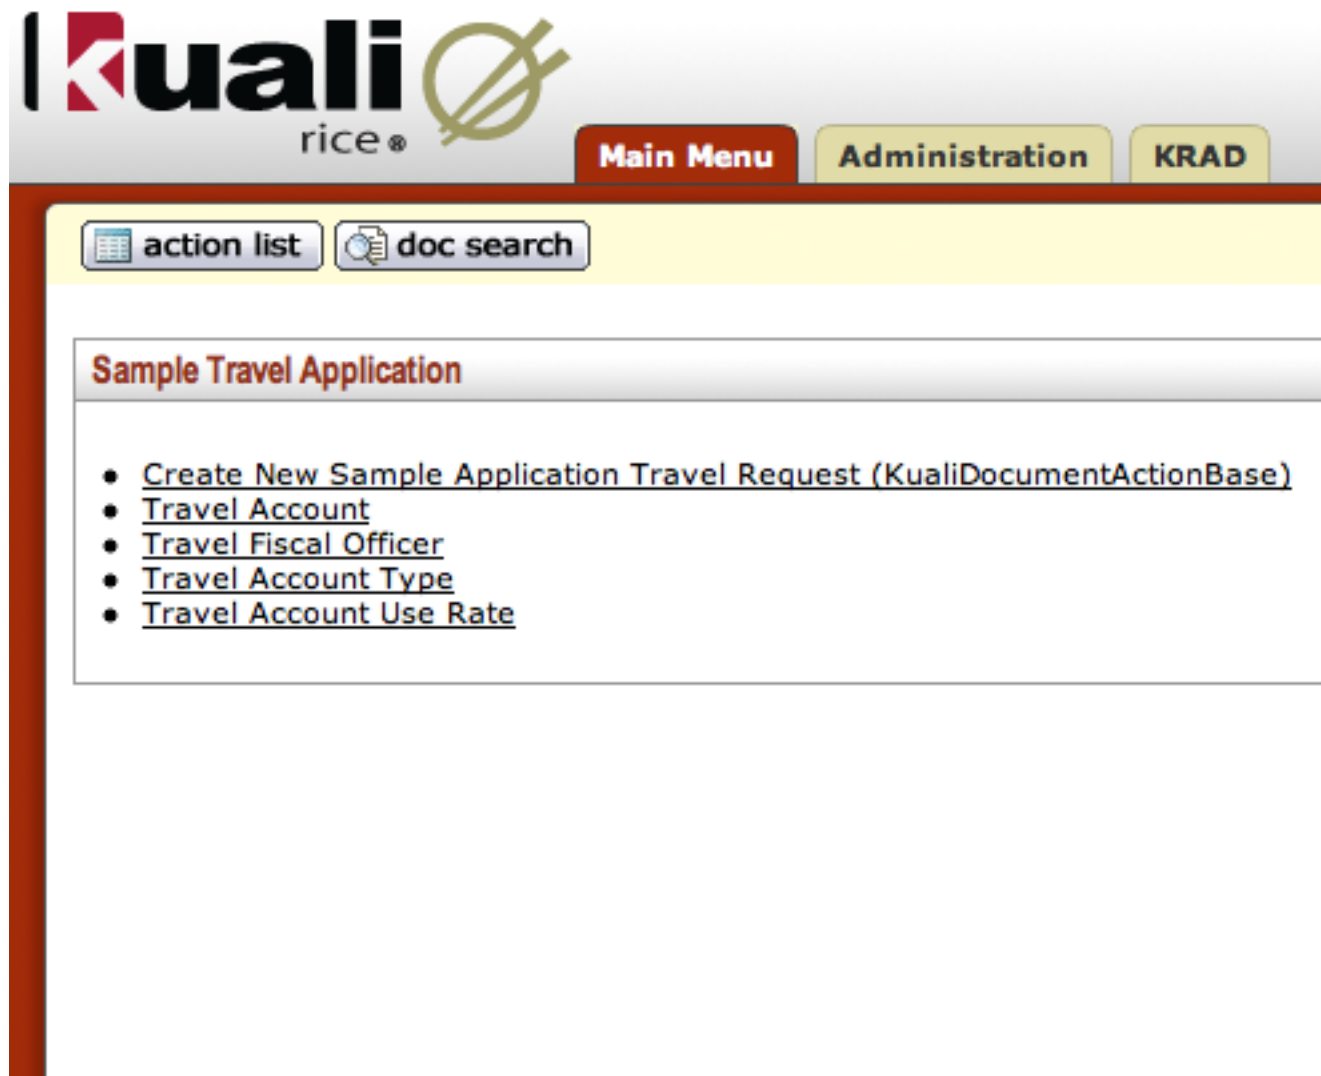 kuali
rice®
Main Menu Administration KRAD
action list doc search
Sample Travel Application
Create New Sample Application Travel Request (KualiDocumentActionBase)
Travel Account
Travel Fiscal Officer
Travel Account Type
Travel Account Use Rate